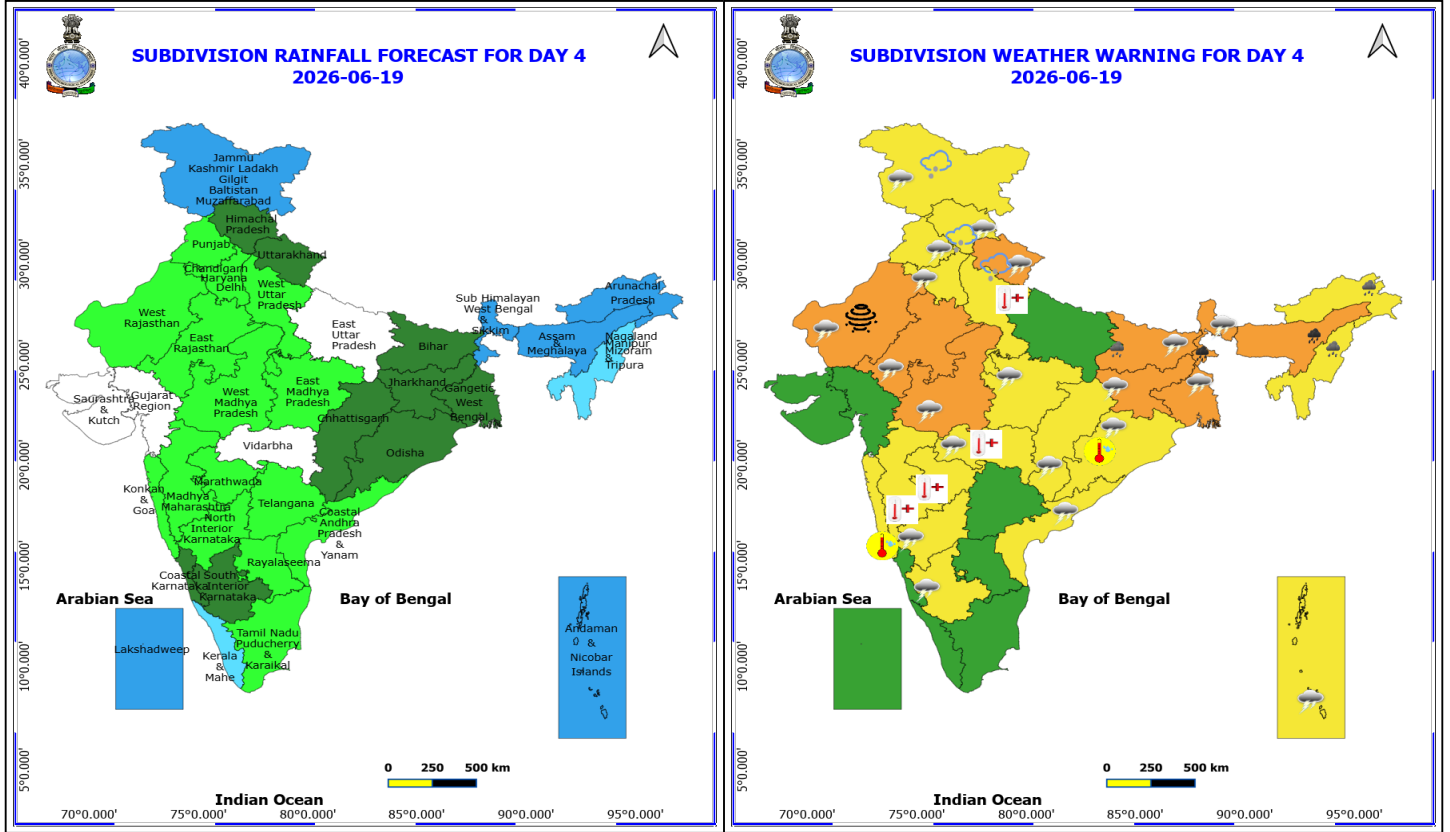 SUBDIVISION RAINFALL FORECAST FOR DAY 4
2026-06-19
40°0.000'
35°0.000'
30°0.000'
25°0.000'
20°0.000'
15°0.000'
10°0.000'
5°0.000'
Jammu
Kashmir Ladakh
Gilgit
Baltistan
Muzaffarabad
Himachal
Pradesh
Punjab
Uttarakhand
Chandigarh
Haryana
Delhi
West
Uttar
Pradesh
West
Rajasthan
East
Rajasthan
East
Uttar
Pradesh
Sub Himalayan
West Bengal
&
Sikkim
Arunachal
Pradesh
Assam
&
Meghalaya
Nagaland
Manipur
Mizoram
&
Tripura
Bihar
Jharkhand
Gangetic
West
Bengal
Saurashtra
&
Kutch
Gujarat
Region
West
Madhya
Pradesh
East
Madhya
Pradesh
Chhattisgarh
Vidarbha
Odisha
Konkan
&
Goa
Marathwada
Madhya
Maharashtra
Telangana
North
Interior
Karnataka
Coastal
Andhra
Pradesh
&
Yanam
Rayalaseema
Coastal
Karnataka
South
Interior
Karnataka
Tamil Nadu
Puducherry
&
Karaikal
Kerala
&
Mahe
Lakshadweep
Andaman
&
Nicobar
Islands
Arabian Sea
Bay of Bengal
0 250 500 km
Indian Ocean
70°0.000' 75°0.000' 80°0.000' 85°0.000' 90°0.000' 95°0.000'
SUBDIVISION WEATHER WARNING FOR DAY 4
2026-06-19
40°0.000'
35°0.000'
30°0.000'
25°0.000'
20°0.000'
15°0.000'
10°0.000'
5°0.000'
Arabian Sea
Bay of Bengal
0 250 500 km
Indian Ocean
70°0.000' 75°0.000' 80°0.000' 85°0.000' 90°0.000' 95°0.000'